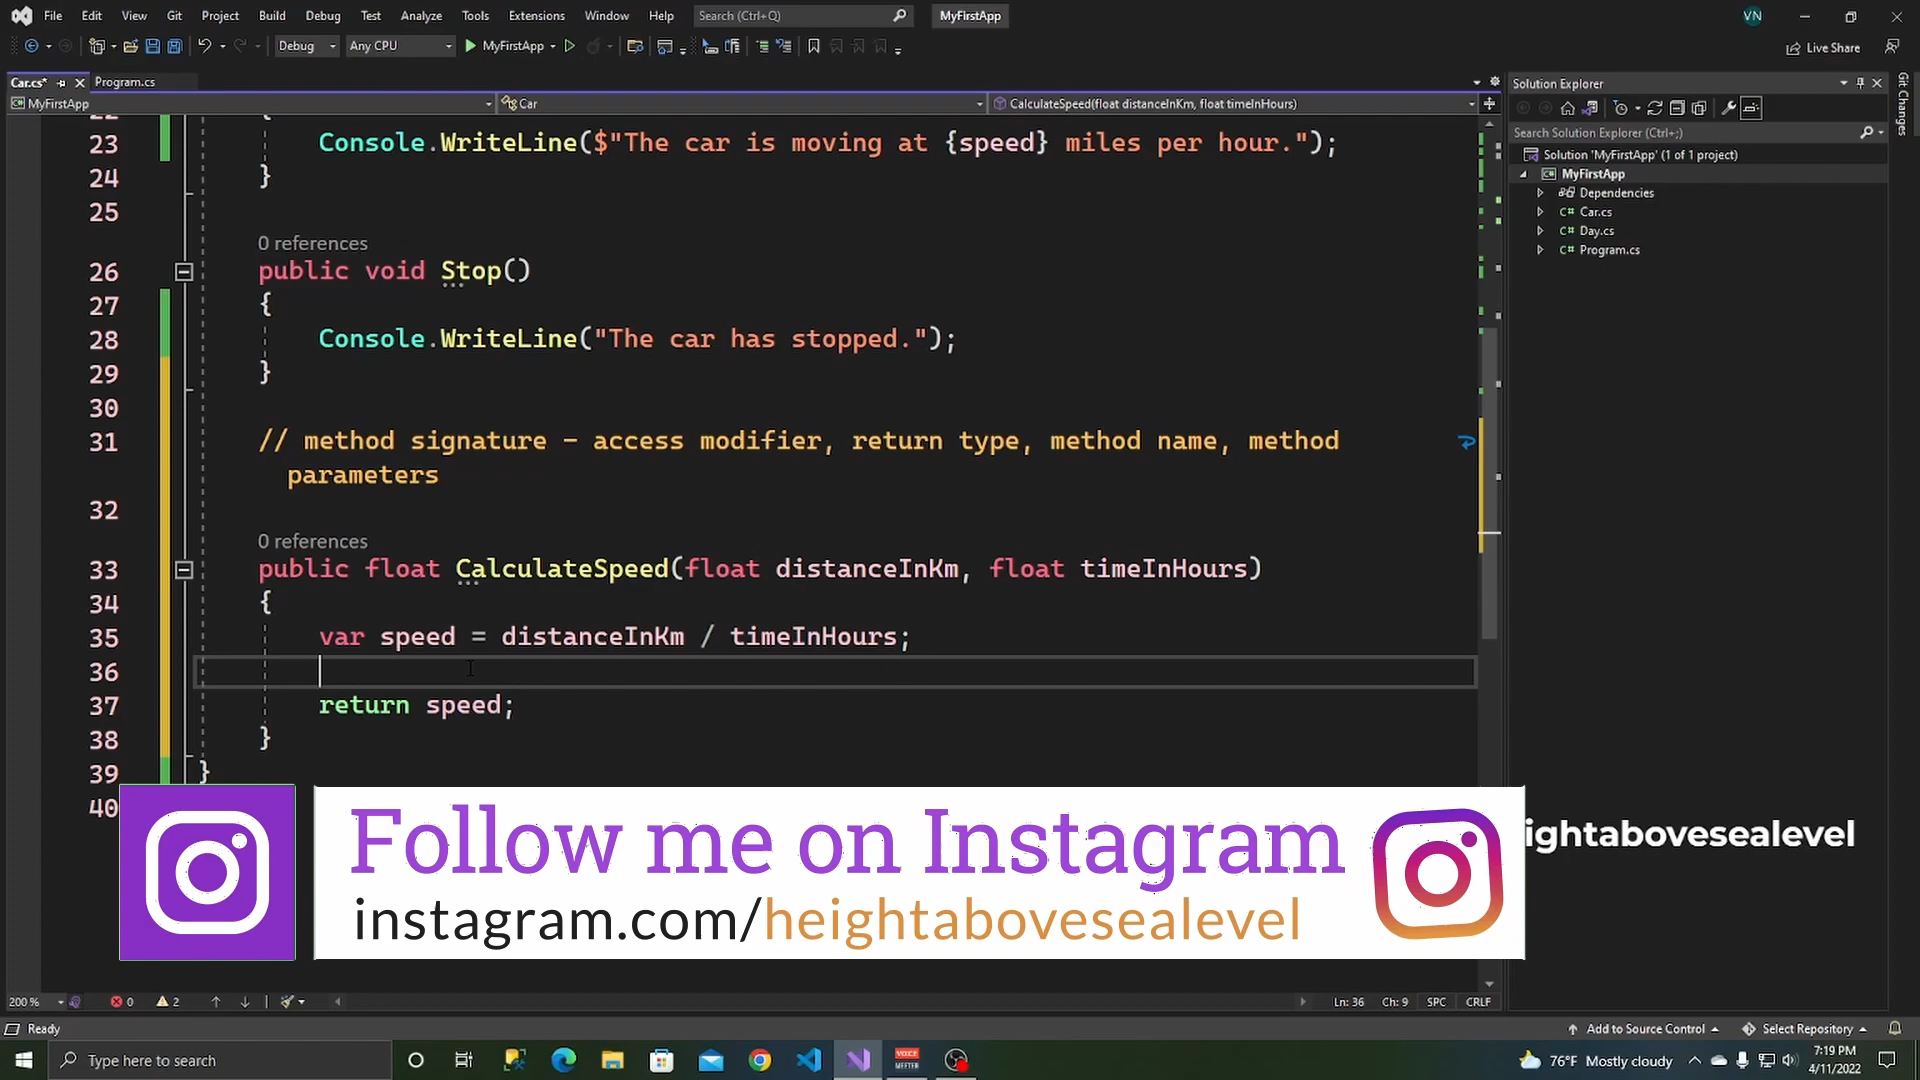 File Edit View Git Project Build Debug Test Analyze Tools Extensions Window Help Search (Ctrl+Q) MyFirstApp VN
Debug Any CPU MyFirstApp Live Share
Car.cs* Program.cs
MyFirstApp Car CalculateSpeed(float distanceInKm, float timeInHours)
23 Console.WriteLine($"The car is moving at {speed} miles per hour.");
24 }
25
0 references
26 public void Stop()
27 {
28 Console.WriteLine("The car has stopped.");
29 }
30
31 // method signature - access modifier, return type, method name, method
parameters
32
0 references
33 public float CalculateSpeed(float distanceInKm, float timeInHours)
34 {
35 var speed = distanceInKm / timeInHours;
36
37 return speed;
38 }
39 }
40
Solution Explorer
Search Solution Explorer (Ctrl+;)
Solution 'MyFirstApp' (1 of 1 project)
MyFirstApp
Dependencies
C# Car.cs
C# Day.cs
C# Program.cs
Git Changes
Follow me on Instagram
instagram.com/heightabovesealevel
ightabovesealevel
200 % 0 2 Ln: 36 Ch: 9 SPC CRLF
Ready Add to Source Control Select Repository
Type here to search VOICE MEETER 76°F Mostly cloudy 7:19 PM
4/11/2022